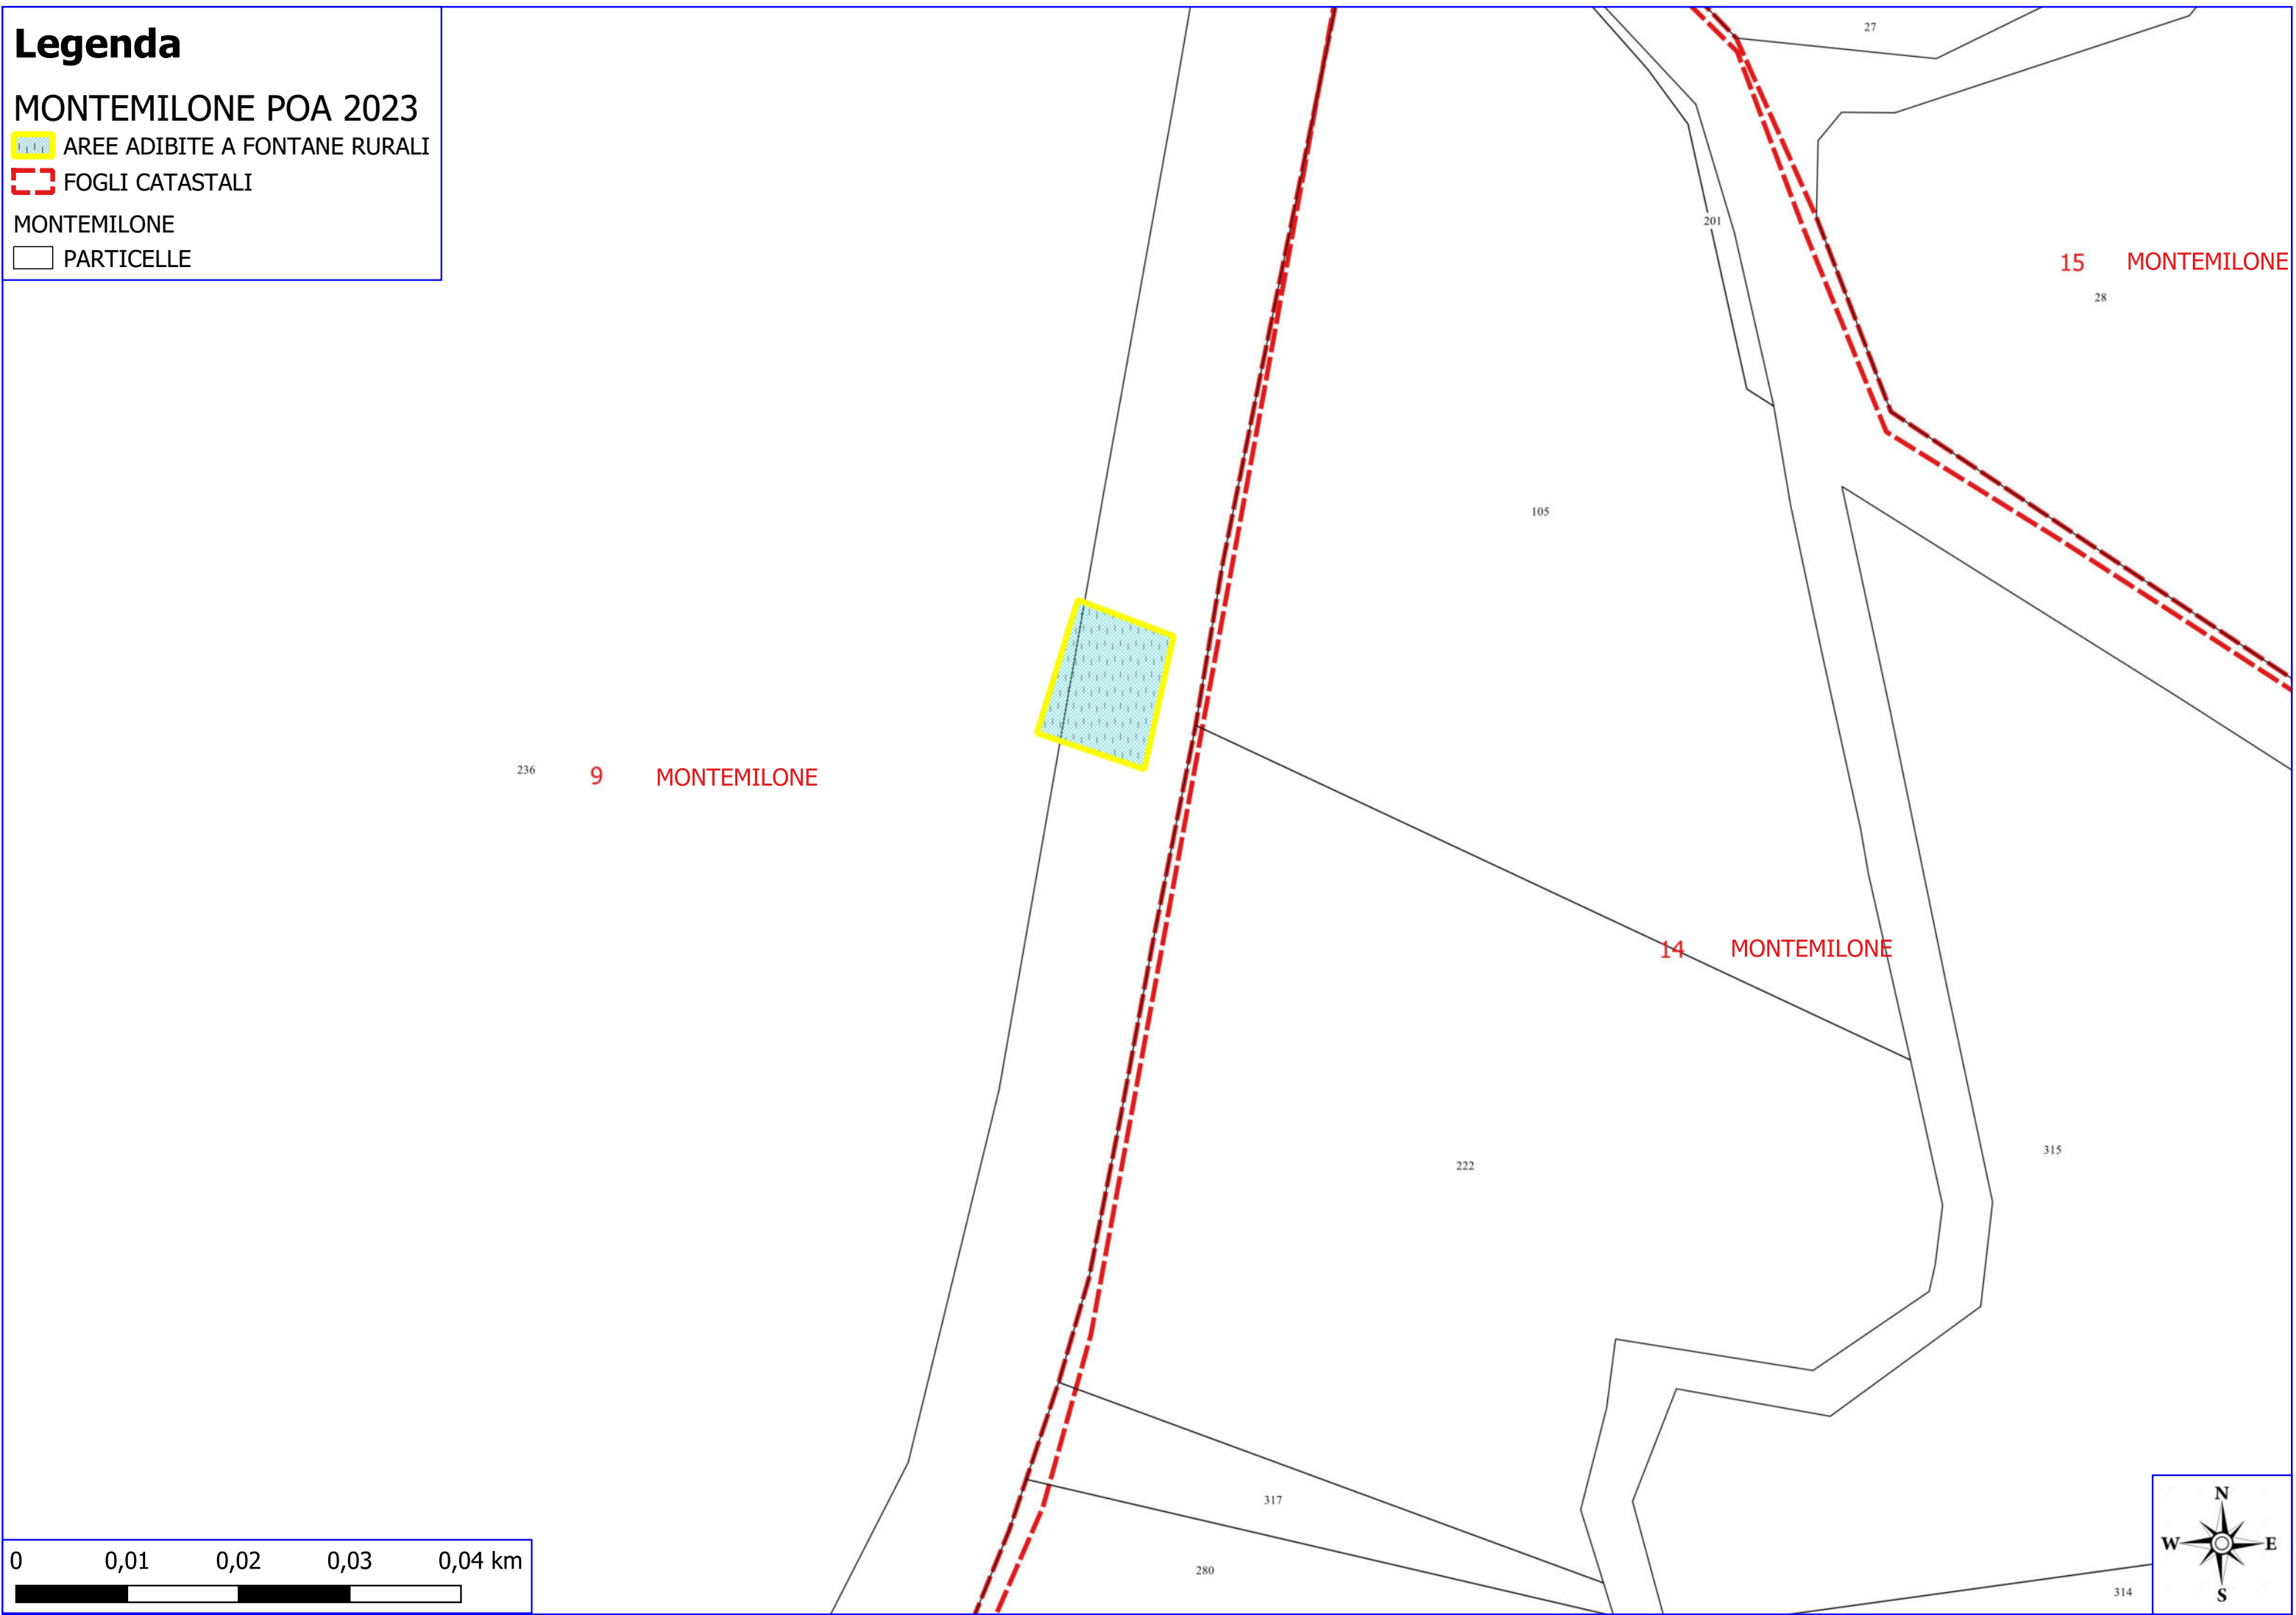 Legenda
MONTEMILONE POA 2023
AREE ADIBITE A FONTANE RURALI
FOGLI CATASTALI
MONTEMILONE
PARTICELLE
27
201
15 MONTEMILONE
28
105
236 9 MONTEMILONE
14 MONTEMILONE
315
222
317
280
314
0 0,01 0,02 0,03 0,04 km
N
W E
S